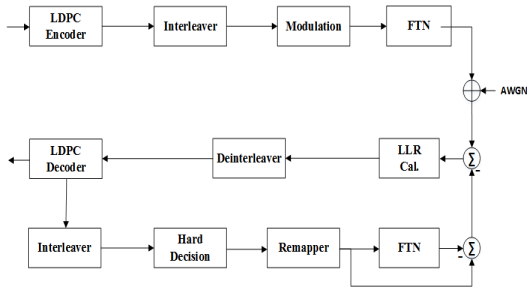 LDPC
Encoder
Interleaver
Modulation
FTN
AWGN
LDPC
Decoder
Deinterleaver
LLR
Cal.
Σ
-
Interleaver
Hard
Decision
Remapper
FTN
-
Σ